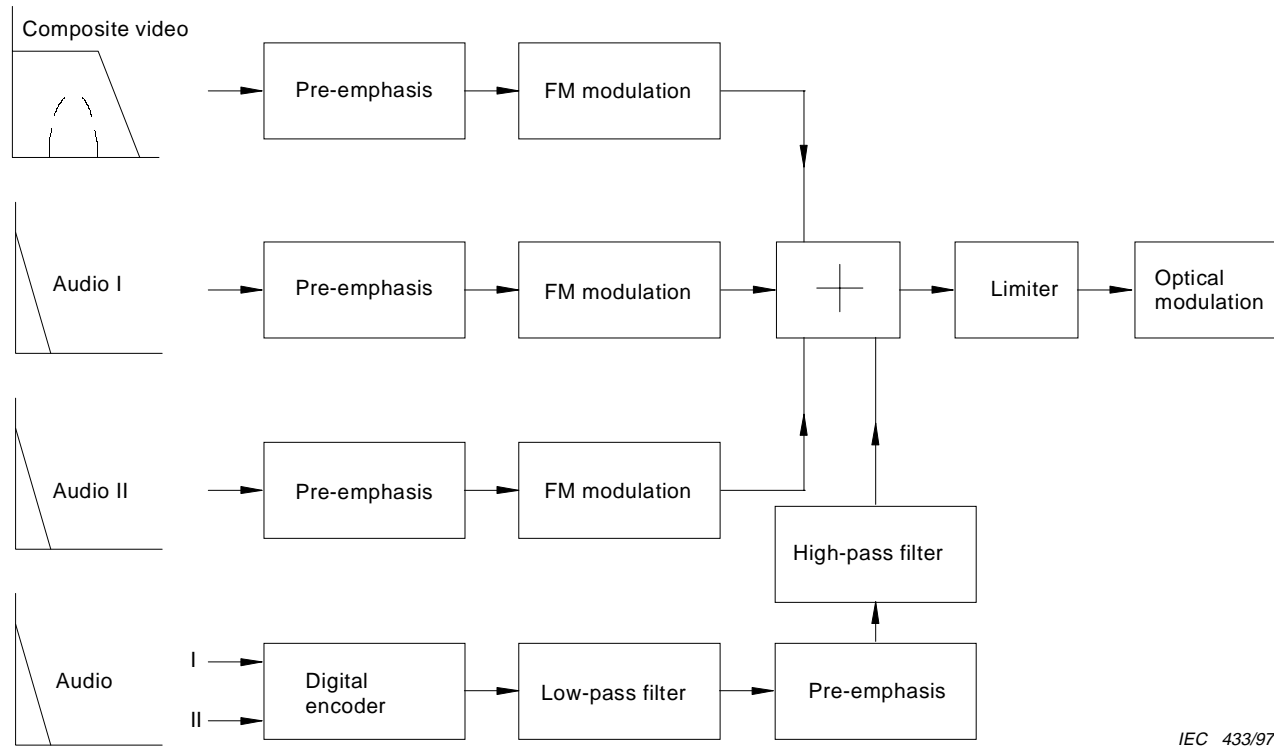 Composite video
Pre-emphasis
FM modulation
Audio I
Pre-emphasis
FM modulation
Limiter
Optical
modulation
Audio II
Pre-emphasis
FM modulation
High-pass filter
Audio
I
II
Digital
encoder
Low-pass filter
Pre-emphasis
IEC 433/97